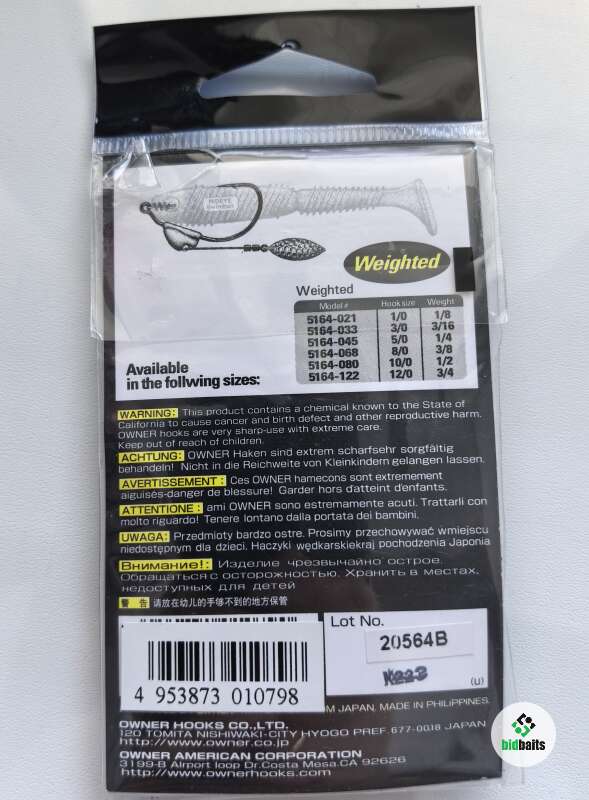 Weighted
Weighted
Model # Hook size Weight
5164-021 1/0 1/8
5164-033 3/0 3/16
5164-045 5/0 1/4
5164-068 8/0 3/8
5164-080 10/0 1/2
5164-122 12/0 3/4
Available
in the follwing sizes:
WARNING: This product contains a chemical known to the State of
California to cause cancer and birth defect and other reproductive harm.
OWNER hooks are very sharp-use with extreme care.
Keep out of reach of children.
ACHTUNG: OWNER Haken sind extrem scharfsehr sorgfältig
behandeln! Nicht in die Reichweite von Kleinkindern gelangen lassen.
AVERTISSEMENT : Ces OWNER hamecons sont extremement
aiguisés-danger de blessure! Garder hors d'atteint d'enfants.
ATTENTIONE : ami OWNER sono estremamente acuti. Trattarli con
molto riguardo! Tenere lontano dalla portata dei bambini.
UWAGA: Przedmioty bardzo ostre. Prosimy przechowywać wmiejscu
niedostępnym dla dzieci. Haczyki wędkarskiekraj pochodzenia Japonia
Внимание!: Изделие чрезвычайно острое.
Обращаться с осторожностью. Хранить в местах.
недоступных для детей
警 告 请放在幼儿的手够不到的地方保管
4 953873 010798
Lot No.
20564B
(U)
M JAPAN, MADE IN PHILIPPINES.
OWNER HOOKS CO.,LTD.
120 TOMITA NISHIWAKI-CITY HYOGO PREF. 677-0018 JAPAN
http://www.owner.co.jp
OWNER AMERICAN CORPORATION
3199-B Airport loop Dr.Costa Mesa.CA 92626
http://www.ownerhooks.com
bidbaits